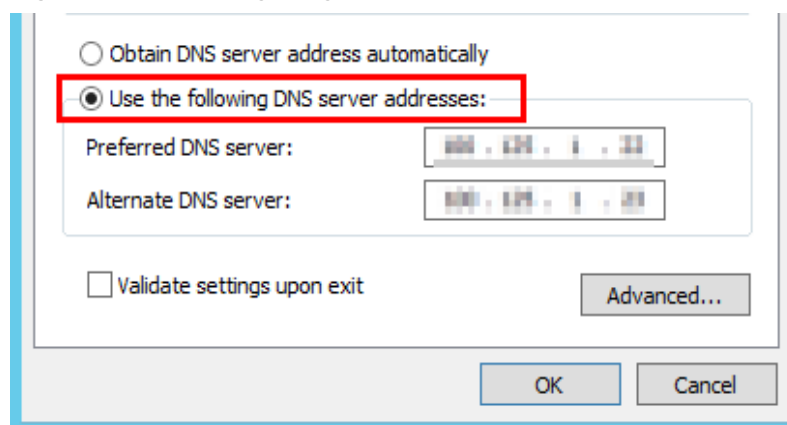 Obtain DNS server address automatically
Use the following DNS server addresses:
Preferred DNS server:
Alternate DNS server:
Validate settings upon exit
Advanced...
OK Cancel